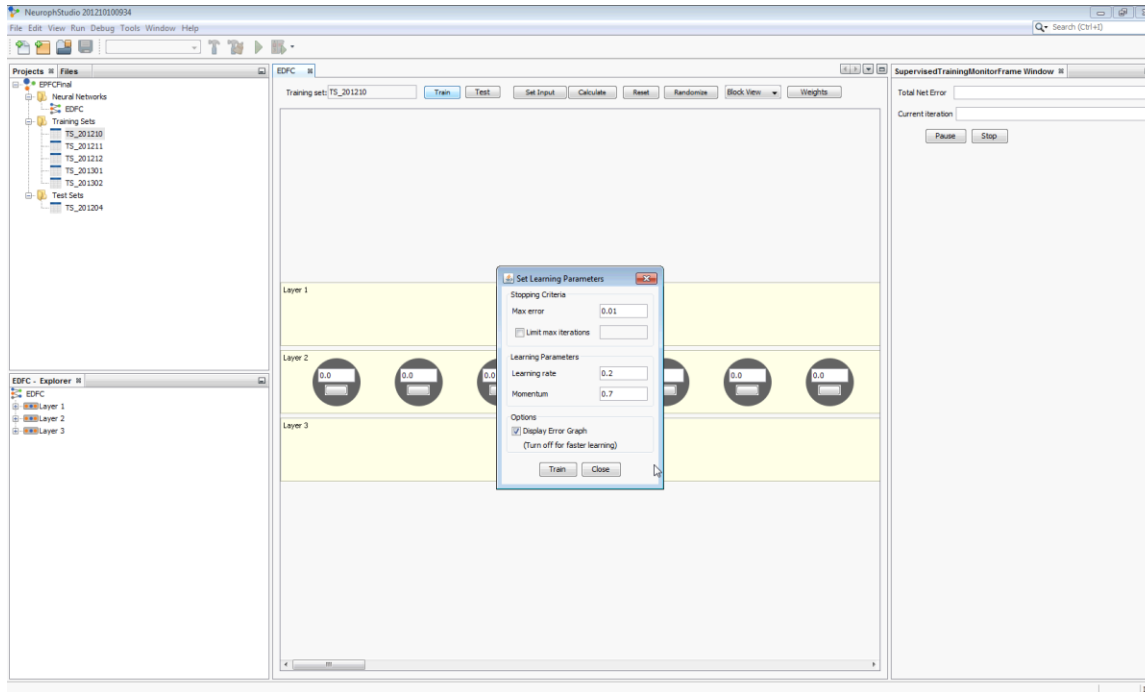 NeurophStudio 201210100934
File Edit View Run Debug Tools Window Help
Search (Ctrl+I)
Projects Files
EPFCFinal
Neural Networks
EDFC
Training Sets
TS_201210
TS_201211
TS_201212
TS_201301
TS_201302
Test Sets
TS_201204
EDFC - Explorer
EDFC
Layer 1
Layer 2
Layer 3
EDFC
Training set: TS_201210 Train Test Set Input Calculate Reset Randomize Block View Weights
Layer 1
Layer 2
0.0 0.0 0.0 0.0 0.0
Layer 3
Set Learning Parameters
Stopping Criteria
Max error 0.01
Limit max iterations
Learning Parameters
Learning rate 0.2
Momentum 0.7
Options
Display Error Graph
(Turn off for faster learning)
Train Close
SupervisedTrainingMonitorFrame Window
Total Net Error
Current iteration
Pause Stop